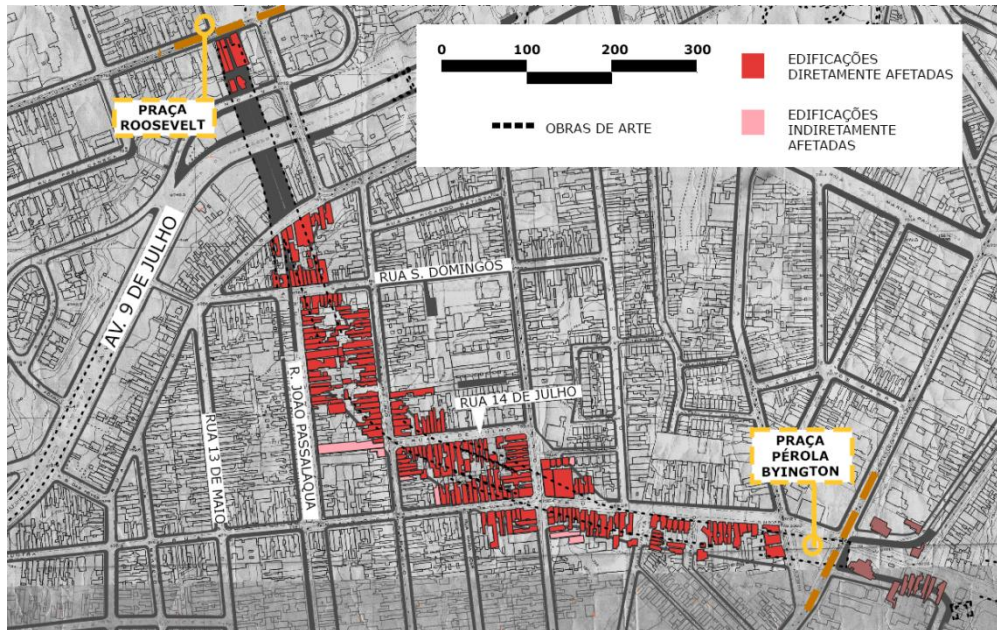 0 100 200 300
EDIFICAÇÕES
DIRETAMENTE AFETADAS
OBRAS DE ARTE
EDIFICAÇÕES
INDIRETAMENTE
AFETADAS
PRAÇA
ROOSEVELT
AV. 9 DE JULHO
RUA S. DOMINGOS
RUA 14 DE JULHO
R. JOÃO PASSALAQUA
RUA 13 DE MAIO
PRAÇA
PÉROLA
BYINGTON